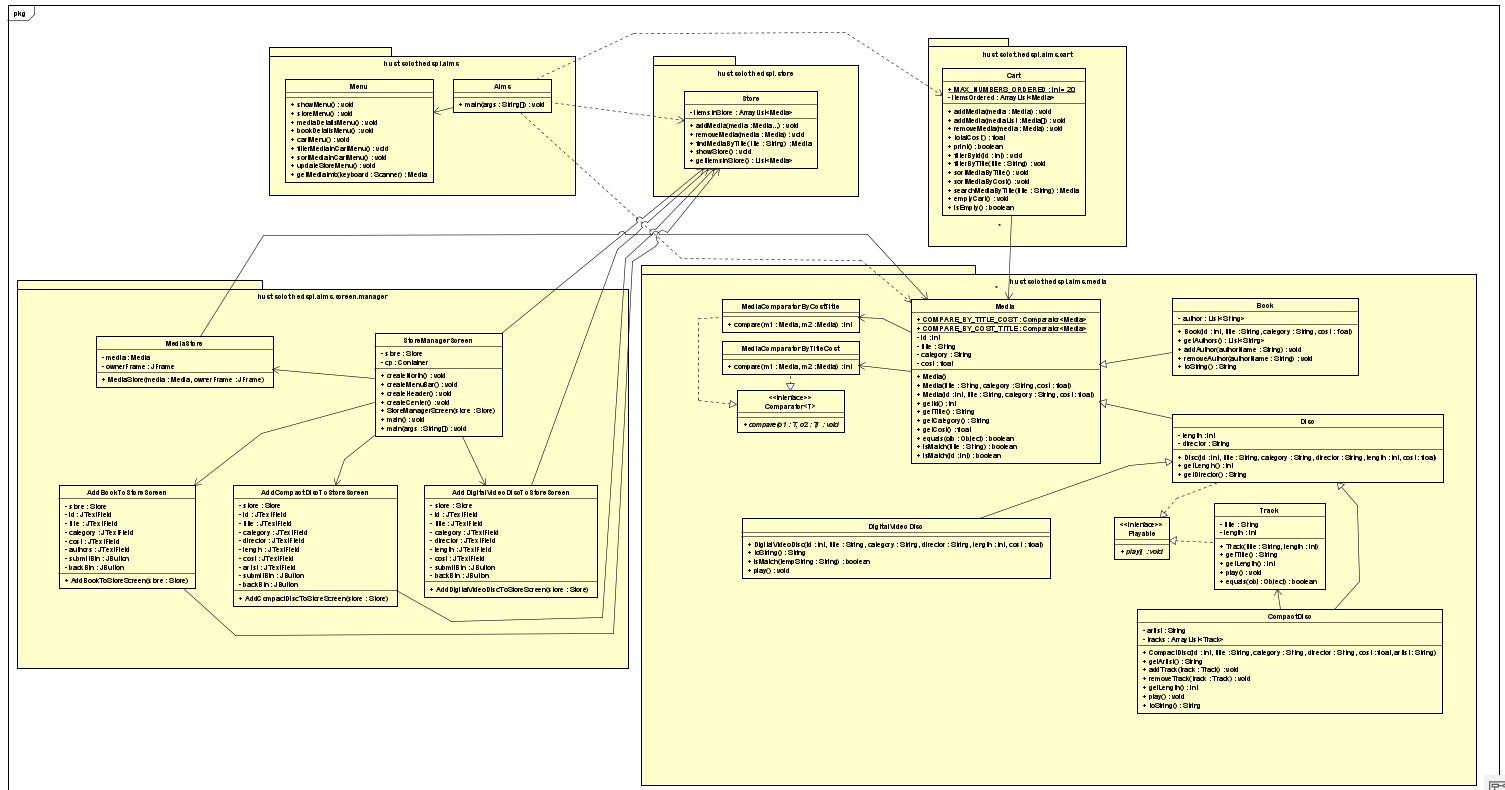 pkg
hust.soict.hedspi.aims
Menu
+ showMenu() : void
+ storeMenu() : void
+ mediaDetailsMenu() : void
+ bookDetailsMenu() : void
+ cartMenu() : void
+ filterMediaInCartMenu() : void
+ sortMediaInCartMenu() : void
+ updateStoreMenu() : void
+ getMediaInfo(keyboard : Scanner) : Media
Aims
+ main(args : String[]) : void
hust.soict.hedspi.store
Store
- itemsInStore : ArrayList<Media>
+ addMedia(media : Media...) : void
+ removeMedia(media : Media) : void
+ findMediaByTitle(title : String) : Media
+ showStore() : void
+ getItemsInStore() : List<Media>
hust.soict.hedspi.aims.cart
Cart
+ MAX_NUMBERS_ORDERED : int = 20
- itemsOrdered : ArrayList<Media>
+ addMedia(media : Media) : void
+ addMedia(mediaList : Media[]) : void
+ removeMedia(media : Media) : void
+ totalCost() : float
+ print() : boolean
+ filterById(id : int) : void
+ filterByTitle(title : String) : void
+ sortMediaByTitle() : void
+ sortMediaByCost() : void
+ searchMediaByTitle(title : String) : Media
+ emptyCart() : void
+ isEmpty() : boolean
*
*
hust.soict.hedspi.aims.screen.manager
MediaStore
- media : Media
- ownerFrame : JFrame
+ MediaStore(media : Media, ownerFrame : JFrame)
StoreManagerScreen
- store : Store
- cp : Container
+ createNorth() : void
+ createMenuBar() : void
+ createHeader() : void
+ createCenter() : void
+ StoreManagerScreen(store : Store)
+ main() : void
+ main(args : String[]) : void
AddBookToStoreScreen
- store : Store
- id : JTextField
- title : JTextField
- category : JTextField
- cost : JTextField
- authors : JTextField
- submitBtn : JButton
- backBtn : JButton
+ AddBookToStoreScreen(store : Store)
AddCompactDiscToStoreScreen
- store : Store
- id : JTextField
- title : JTextField
- category : JTextField
- director : JTextField
- length : JTextField
- cost : JTextField
- artist : JTextField
- submitBtn : JButton
- backBtn : JButton
+ AddCompactDiscToStoreScreen(store : Store)
AddDigitalVideoDiscToStoreScreen
- store : Store
- id : JTextField
- title : JTextField
- category : JTextField
- director : JTextField
- length : JTextField
- cost : JTextField
- submitBtn : JButton
- backBtn : JButton
+ AddDigitalVideoDiscToStoreScreen(store : Store)
hust.soict.hedspi.aims.media
MediaComparatorByCostTitle
+ compare(m1 : Media, m2 : Media) : int
MediaComparatorByTitleCost
+ compare(m1 : Media, m2 : Media) : int
<<interface>>
Comparator<T>
+ compare(o1 : T, o2 : T) : void
Media
+ COMPARE_BY_TITLE_COST : Comparator<Media>
+ COMPARE_BY_COST_TITLE : Comparator<Media>
- id : int
- title : String
- category : String
- cost : float
+ Media()
+ Media(title : String, category : String, cost : float)
+ Media(id : int, title : String, category : String, cost : float)
+ getId() : int
+ getTitle() : String
+ getCategory() : String
+ getCost() : float
+ equals(ob : Object) : boolean
+ isMatch(title : String) : boolean
+ isMatch(id : int) : boolean
Book
- author : List<String>
+ Book(id : int, title : String, category : String, cost : float)
+ getAuthors() : List<String>
+ addAuthor(authorName : String) : void
+ removeAuthor(authorName : String) : void
+ toString() : String
Disc
- length : int
- director : String
+ Disc(id : int, title : String, category : String, director : String, length : int, cost : float)
+ getLength() : int
+ getDirector() : String
DigitalVideoDisc
+ DigitalVideoDisc(id : int, title : String, category : String, director : String, length : int, cost : float)
+ toString() : String
+ isMatch(tempString : String) : boolean
+ play() : void
<<interface>>
Playable
+ play() : void
Track
- title : String
- length : int
+ Track(title : String, length : int)
+ getTitle() : String
+ getLength() : int
+ play() : void
+ equals(obj : Object) : boolean
CompactDisc
- artist : String
- tracks : ArrayList<Track>
+ CompactDisc(id : int, title : String, category : String, director : String, cost : float, artist : String)
+ getArtist() : String
+ addTrack(track : Track) : void
+ removeTrack(track : Track) : void
+ getLength() : int
+ play() : void
+ toString() : String